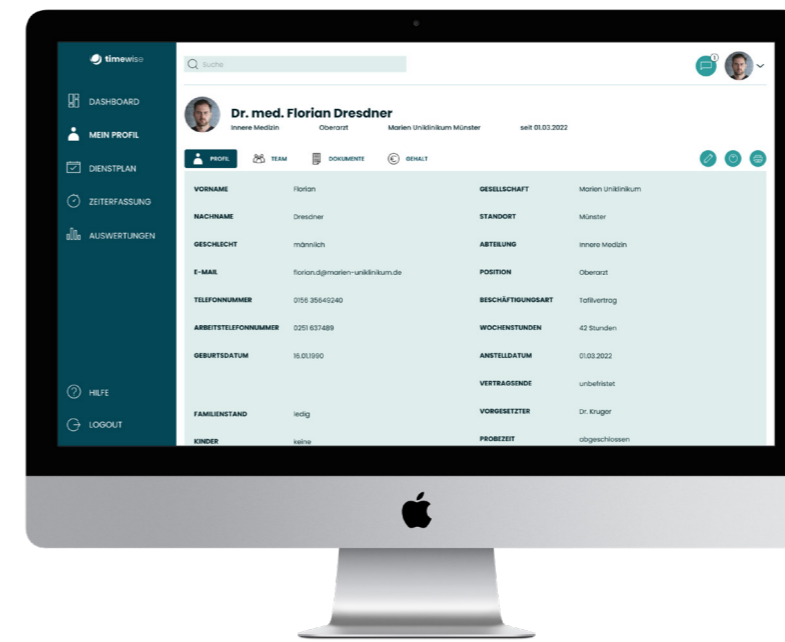 timewise
Suche
DASHBOARD
MEIN PROFIL
DIENSTPLAN
ZEITERFASSUNG
AUSWERTUNGEN
HILFE
LOGOUT
Dr. med. Florian Dresdner
Innere Medizin Oberarzt Marien Uniklinikum Münster seit 01.03.2022
PROFIL TEAM DOKUMENTE GEHALT
VORNAME Florian
NACHNAME Dresdner
GESCHLECHT männlich
E-MAIL florian.d@marien-uniklinikum.de
TELEFONNUMMER 0156 35649240
ARBEITSTELEFONNUMMER 0251 637489
GEBURTSDATUM 16.01.1990
FAMILIENSTAND ledig
KINDER keine
GESELLSCHAFT Marien Uniklinikum
STANDORT Münster
ABTEILUNG Innere Medizin
POSITION Oberarzt
BESCHÄFTIGUNGSART
WOCHENSTUNDEN 42 Stunden
ANSTELLDATUM 01.03.2022
VERTRAGSENDE unbefristet
VORGESETZTER Dr. Kruger
PROBEZEIT abgeschlossen